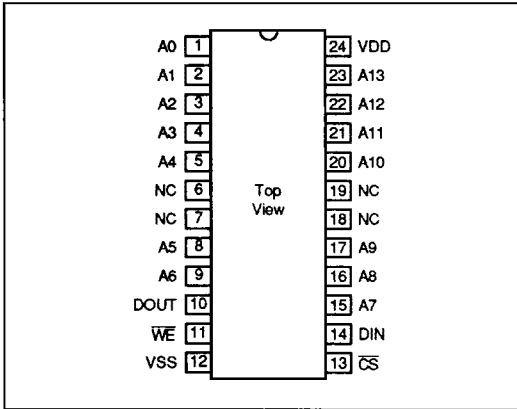 A0 1 24 VDD
A1 2 23 A13
A2 3 22 A12
A3 4 21 A11
A4 5 20 A10
NC 6 19 NC
NC 7 18 NC
A5 8 17 A9
A6 9 16 A8
DOUT 10 15 A7
W̅E̅ 11 14 DIN
VSS 12 13 C̅S̅
Top
View